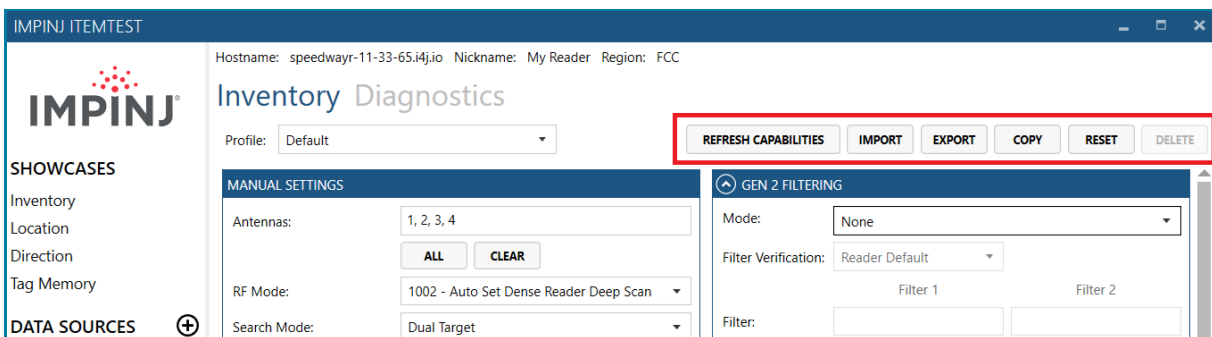 IMPINJ ITEMTEST
Hostname: speedwayr-11-33-65.i4j.io Nickname: My Reader Region: FCC
IMPINJ
Inventory Diagnostics
Profile: Default
REFRESH CAPABILITIES IMPORT EXPORT COPY RESET DELETE
SHOWCASES
Inventory
Location
Direction
Tag Memory
DATA SOURCES
MANUAL SETTINGS
Antennas: 1, 2, 3, 4
ALL CLEAR
RF Mode: 1002 - Auto Set Dense Reader Deep Scan
Search Mode: Dual Target
GEN 2 FILTERING
Mode: None
Filter Verification: Reader Default
Filter 1 Filter 2
Filter: